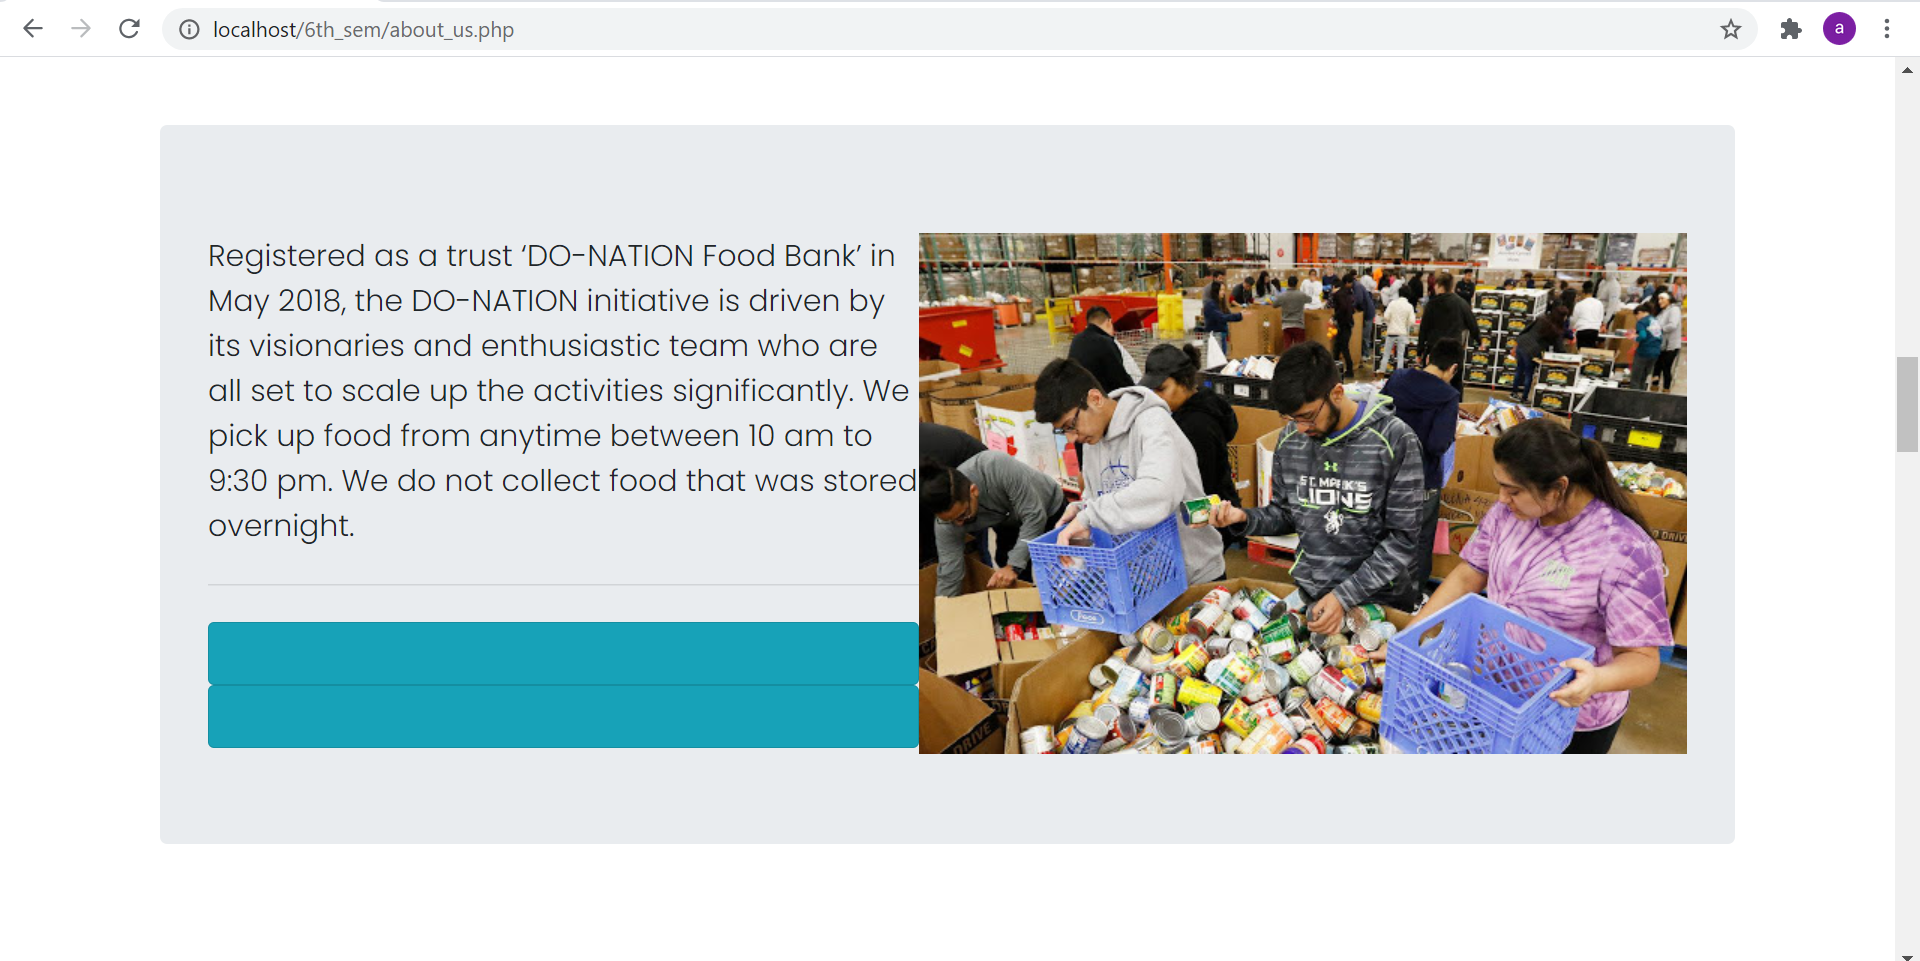 localhost/6th_sem/about_us.php
a
Registered as a trust ‘DO-NATION Food Bank’ in
May 2018, the DO-NATION initiative is driven by
its visionaries and enthusiastic team who are
all set to scale up the activities significantly. We
pick up food from anytime between 10 am to
9:30 pm. We do not collect food that was stored
overnight.
ST. MARK'S
LIONS
DRIVE